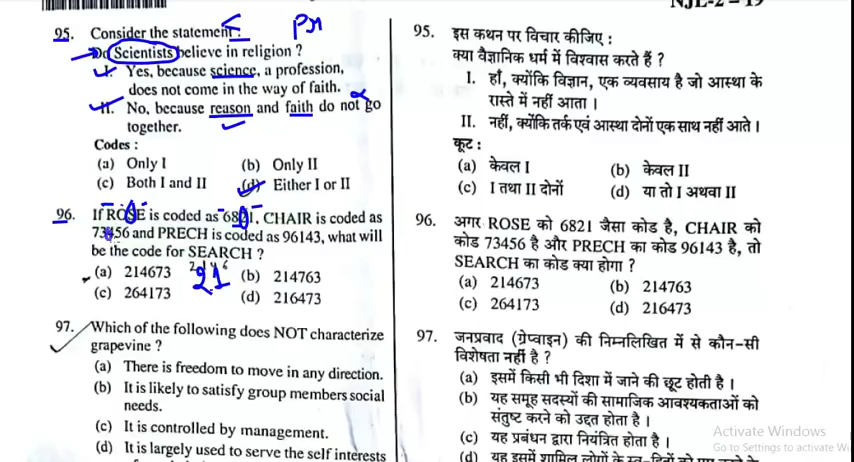 NJE-2 – 19
95. Consider the statement :
Do Scientists believe in religion ?
I. Yes, because science, a profession,
does not come in the way of faith.
II. No, because reason and faith do not go
together.
Codes :
(a) Only I (b) Only II
(c) Both I and II (d) Either I or II
96. If ROSE is coded as 6821, CHAIR is coded as
73456 and PRECH is coded as 96143, what will
be the code for SEARCH ?
(a) 214673 (b) 214763
(c) 264173 (d) 216473
21
97. Which of the following does NOT characterize
grapevine ?
(a) There is freedom to move in any direction.
(b) It is likely to satisfy group members social
needs.
(c) It is controlled by management.
(d) It is largely used to serve the self interests
95. इस कथन पर विचार कीजिए :
क्या वैज्ञानिक धर्म में विश्वास करते हैं ?
I. हाँ, क्योंकि विज्ञान, एक व्यवसाय है जो आस्था के
रास्ते में नहीं आता ।
II. नहीं, क्योंकि तर्क एवं आस्था दोनों एक साथ नहीं आते ।
कूट :
(a) केवल I (b) केवल II
(c) I तथा II दोनों (d) या तो I अथवा II
96. अगर ROSE को 6821 जैसा कोड है, CHAIR को
कोड 73456 है और PRECH का कोड 96143 है, तो
SEARCH का कोड क्या होगा ?
(a) 214673 (b) 214763
(c) 264173 (d) 216473
97. जनप्रवाद (ग्रेप्वाइन) की निम्नलिखित में से कौन-सी
विशेषता नहीं है ?
(a) इसमें किसी भी दिशा में जाने की छूट होती है ।
(b) यह समूह सदस्यों की सामाजिक आवश्यकताओं को
संतुष्ट करने को उद्दत होता है ।
(c) यह प्रबंधन द्वारा नियंत्रित होता है ।
(d) यह इसमें शामिल लोगों के
Activate Windows
Go to Settings to activate